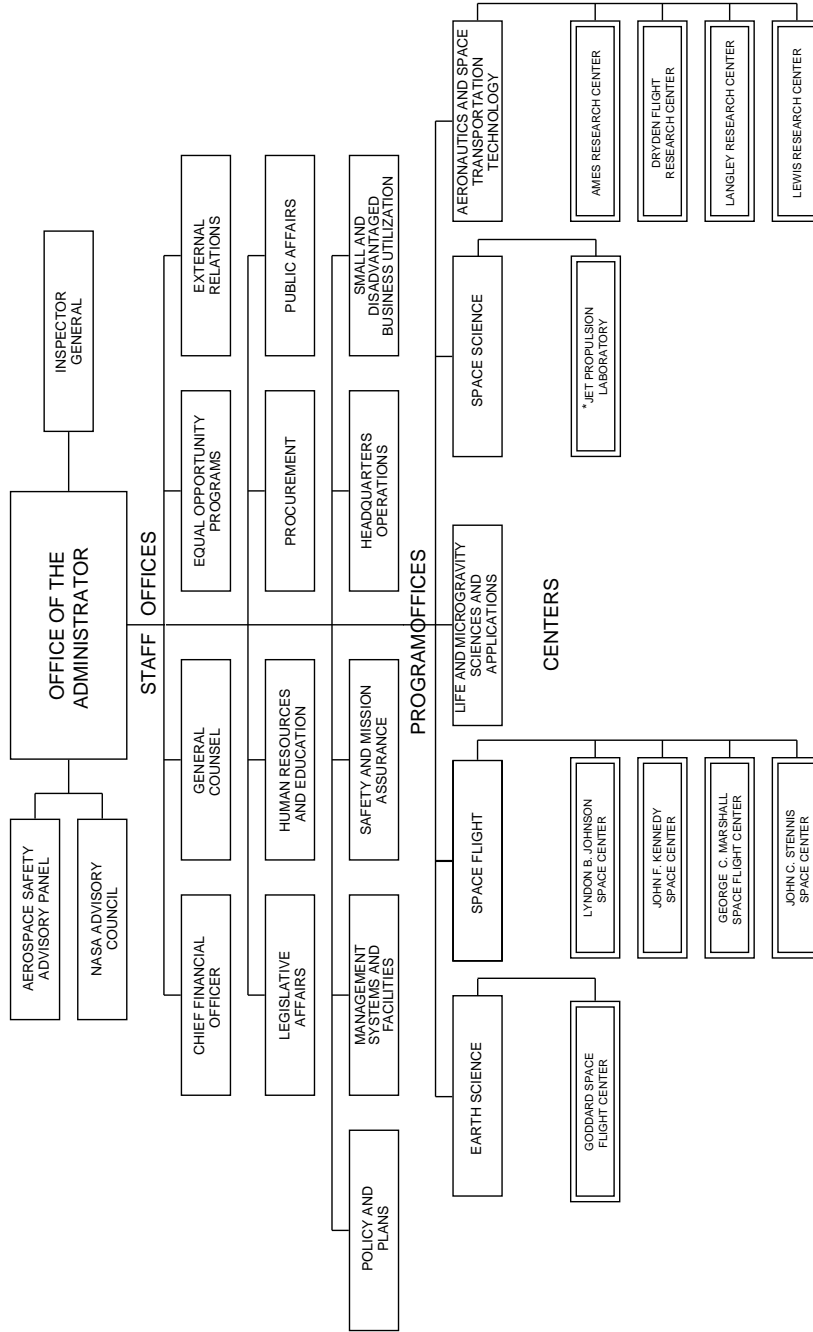 AEROSPACE SAFETY
ADVISORY PANEL
NASA ADVISORY
COUNCIL
OFFICE OF THE
ADMINISTRATOR
INSPECTOR
GENERAL
STAFF OFFICES
CHIEF FINANCIAL
OFFICER
GENERAL
COUNSEL
EQUAL OPPORTUNITY
PROGRAMS
EXTERNAL
RELATIONS
LEGISLATIVE
AFFAIRS
HUMAN RESOURCES
AND EDUCATION
PROCUREMENT
PUBLIC AFFAIRS
POLICY AND
PLANS
MANAGEMENT
SYSTEMS AND
FACILITIES
SAFETY AND MISSION
ASSURANCE
HEADQUARTERS
OPERATIONS
SMALL AND
DISADVANTAGED
BUSINESS UTILIZATION
PROGRAMOFFICES
EARTH SCIENCE
SPACE FLIGHT
LIFE AND MICROGRAVITY
SCIENCES AND
APPLICATIONS
SPACE SCIENCE
AERONAUTICS AND SPACE
TRANSPORTATION
TECHNOLOGY
CENTERS
GODDARD SPACE
FLIGHT CENTER
LYNDON B. JOHNSON
SPACE CENTER
JOHN F. KENNEDY
SPACE CENTER
GEORGE C. MARSHALL
SPACE FLIGHT CENTER
JOHN C. STENNIS
SPACE CENTER
*JET PROPULSION
LABORATORY
AMES RESEARCH CENTER
DRYDEN FLIGHT
RESEARCH CENTER
LANGLEY RESEARCH CENTER
LEWIS RESEARCH CENTER